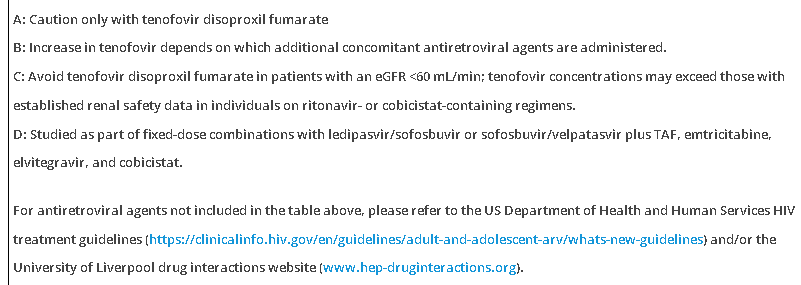 A: Caution only with tenofovir disoproxil fumarate
B: Increase in tenofovir depends on which additional concomitant antiretroviral agents are administered.
C: Avoid tenofovir disoproxil fumarate in patients with an eGFR <60 mL/min; tenofovir concentrations may exceed those with
established renal safety data in individuals on ritonavir- or cobicistat-containing regimens.
D: Studied as part of fixed-dose combinations with ledipasvir/sofosbuvir or sofosbuvir/velpatasvir plus TAF, emtricitabine,
elvitegravir, and cobicistat.
For antiretroviral agents not included in the table above, please refer to the US Department of Health and Human Services HIV
treatment guidelines (https://clinicalinfo.hiv.gov/en/guidelines/adult-and-adolescent-arv/whats-new-guidelines) and/or the
University of Liverpool drug interactions website (www.hep-druginteractions.org).